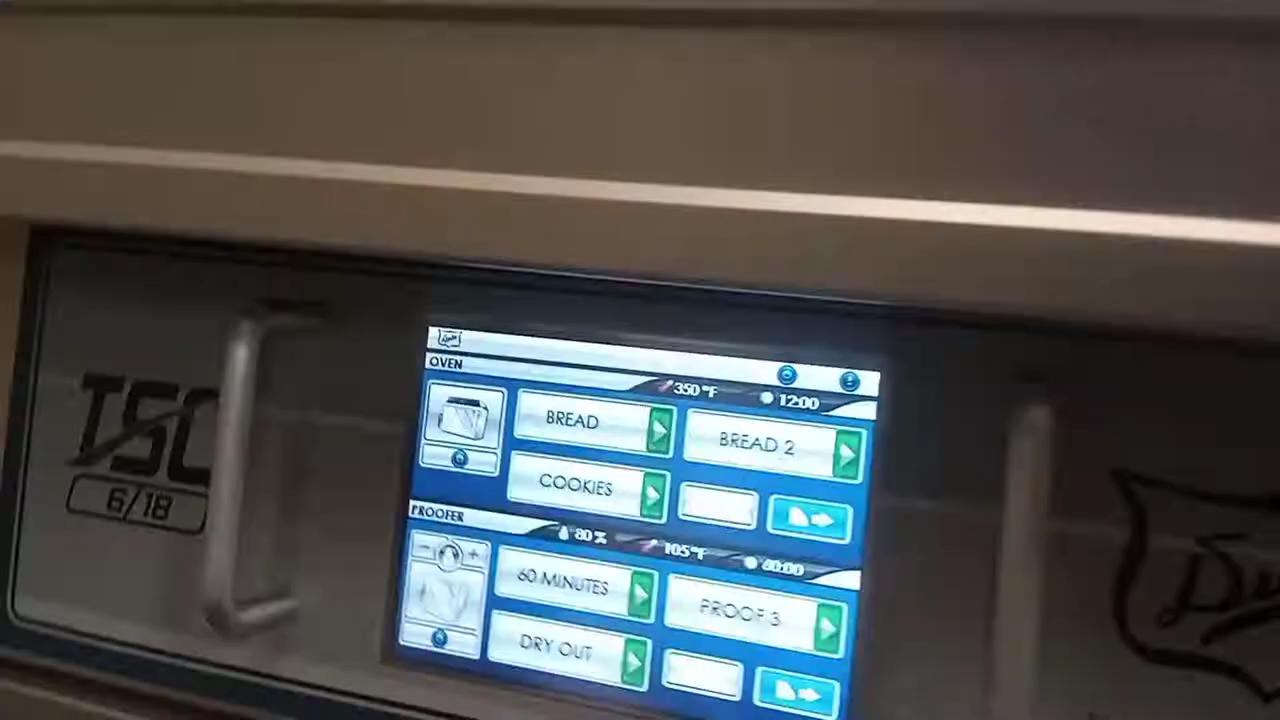 TSC
6/18
OVEN
350 °F
12:00
BREAD
BREAD 2
COOKIES
PROOFER
80 %
105 °F
60:00
60 MINUTES
PROOF 3
DRY OUT